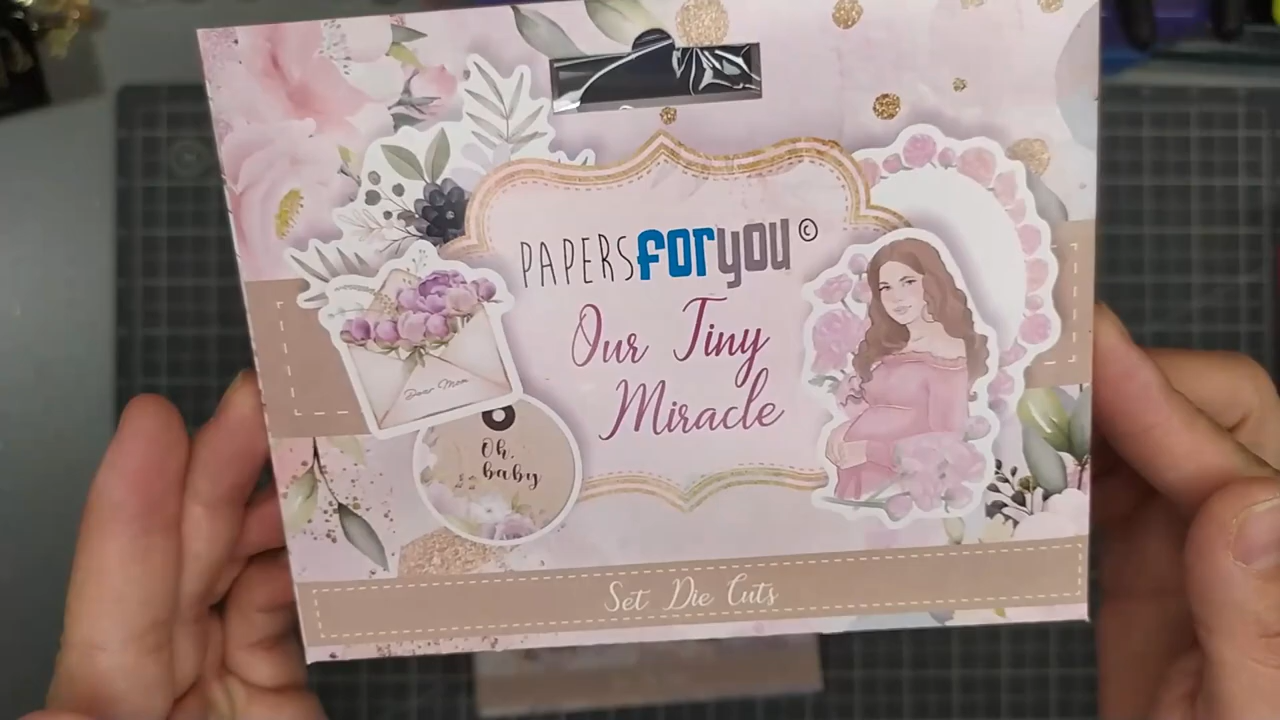 PAPERSforyou©
Our Tiny
Miracle
Dear Mom
Oh,
baby
Set Die Cuts